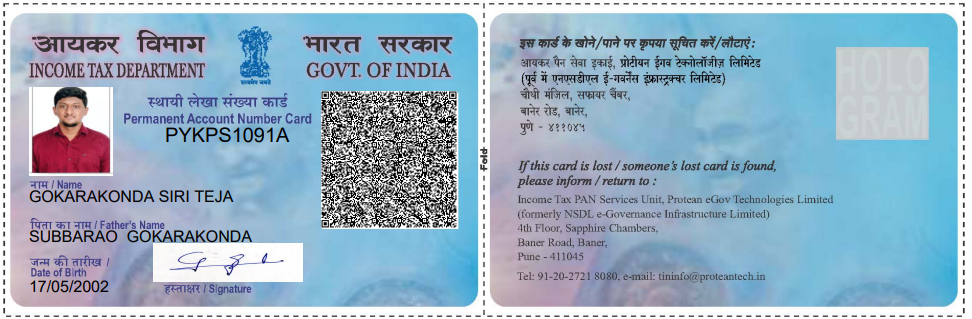 आयकर विभाग
INCOME TAX DEPARTMENT
सत्यमेव जयते
भारत सरकार
GOVT. OF INDIA
स्थायी लेखा संख्या कार्ड
Permanent Account Number Card
PYKPS1091A
नाम / Name
GOKARAKONDA SIRI TEJA
पिता का नाम / Father's Name
SUBBARAO GOKARAKONDA
जन्म की तारीख /
Date of Birth
17/05/2002
हस्ताक्षर / Signature
Fold
इस कार्ड के खोने/पाने पर कृपया सूचित करें/लौटाएं :
आयकर पैन सेवा इकाई, प्रोटीयन ईगव टेक्नोलॉजीज़ लिमिटेड
(पूर्व में एनएसडीएल ई-गवर्नेंस इंफ्रास्ट्रक्चर लिमिटेड)
चौथी मंजिल, सफायर चैंबर,
बानेर रोड, बानेर,
पुणे - ४११०४५
HOLO
GRAM
If this card is lost / someone's lost card is found,
please inform / return to :
Income Tax PAN Services Unit, Protean eGov Technologies Limited
(formerly NSDL e-Governance Infrastructure Limited)
4th Floor, Sapphire Chambers,
Baner Road, Baner,
Pune - 411045
Tel: 91-20-2721 8080, e-mail: tininfo@proteantech.in